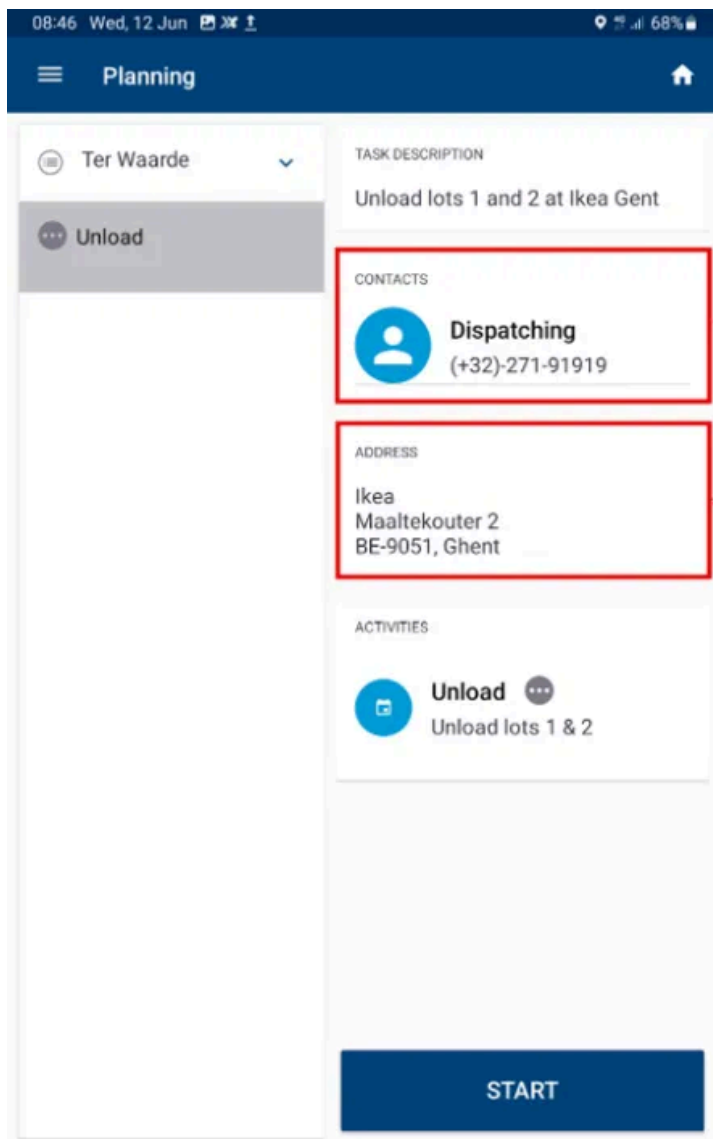 08:46 Wed, 12 Jun 68%
Planning
Ter Waarde
Unload
TASK DESCRIPTION
Unload lots 1 and 2 at Ikea Gent
CONTACTS
Dispatching
(+32)-271-91919
ADDRESS
Ikea
Maaltekouter 2
BE-9051, Ghent
ACTIVITIES
Unload
Unload lots 1 & 2
START